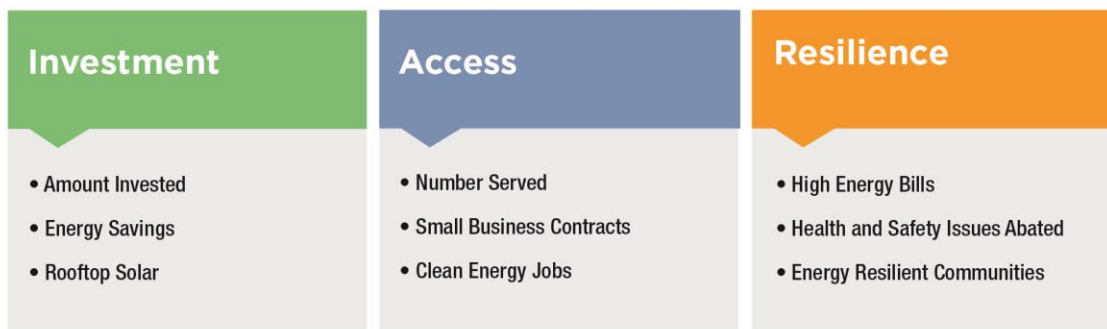 Investment
• Amount Invested
• Energy Savings
• Rooftop Solar
Access
• Number Served
• Small Business Contracts
• Clean Energy Jobs
Resilience
• High Energy Bills
• Health and Safety Issues Abated
• Energy Resilient Communities